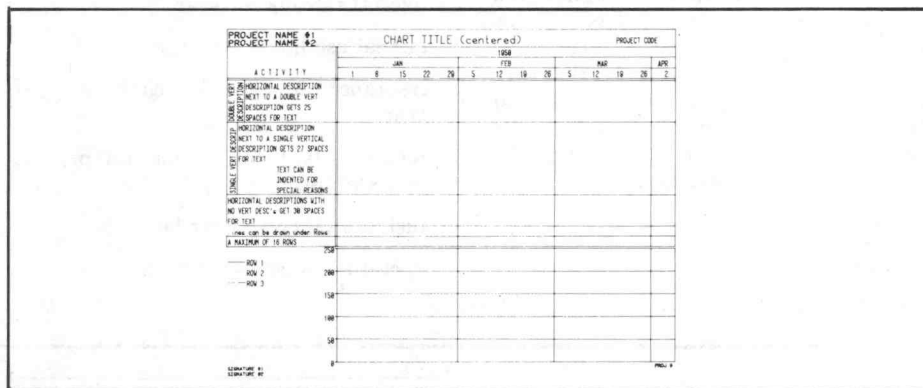 PROJECT NAME #1
PROJECT NAME #2
CHART TITLE (centered)
PROJECT CODE
1950
JAN FEB MAR APR
ACTIVITY
1 8 15 22 29 5 12 19 26 5 12 19 26 2
DOUBLE VERT
DESCRIPTION
HORIZONTAL DESCRIPTION
NEXT TO A DOUBLE VERT
DESCRIPTION GETS 25
SPACES FOR TEXT
SINGLE VERT DESCRIP
HORIZONTAL DESCRIPTION
NEXT TO A SINGLE VERTICAL
DESCRIPTION GETS 27 SPACES
FOR TEXT
TEXT CAN BE
INDENTED FOR
SPECIAL REASONS
HORIZONTAL DESCRIPTIONS WITH
NO VERT DESC's GET 30 SPACES
FOR TEXT
ines can be drawn under Rows
A MAXIMUM OF 16 ROWS
250
ROW 1
ROW 2
200
ROW 3
150
100
50
0
SIGNATURE #1
SIGNATURE #2
PROJ #